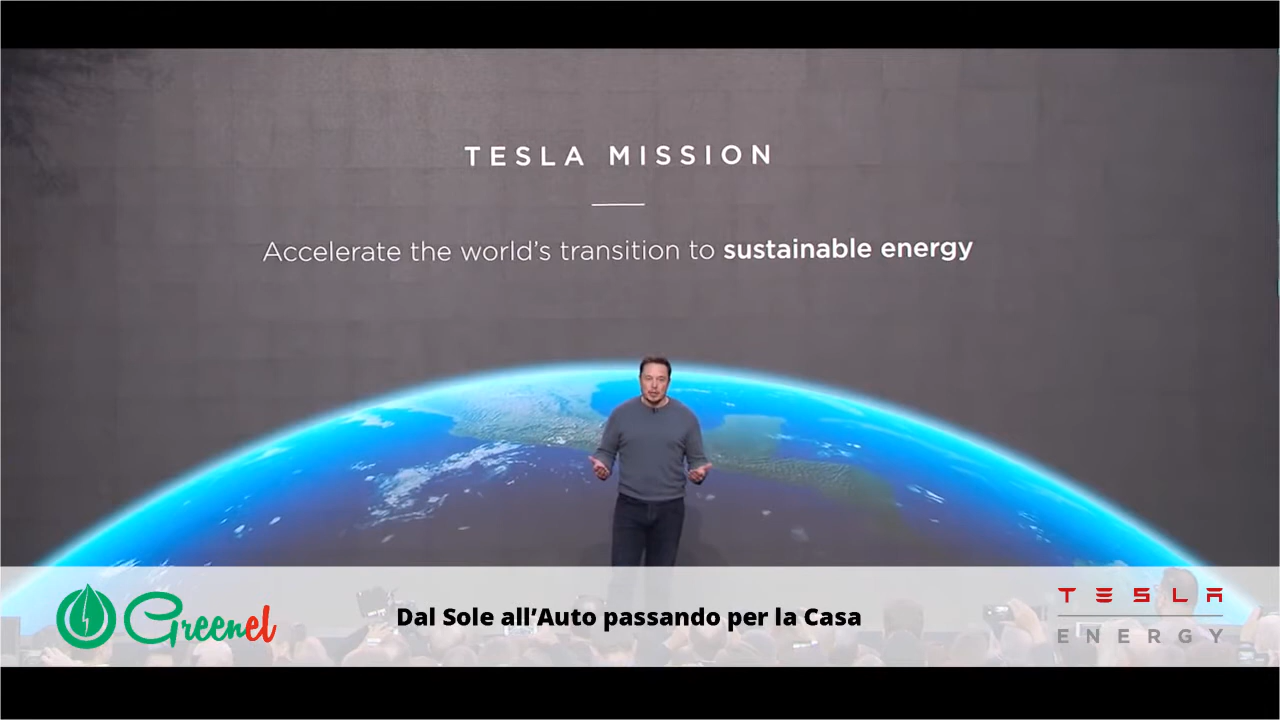 TESLA MISSION
Accelerate the world's transition to sustainable energy
Greenel
Dal Sole all'Auto passando per la Casa
TESLA
ENERGY